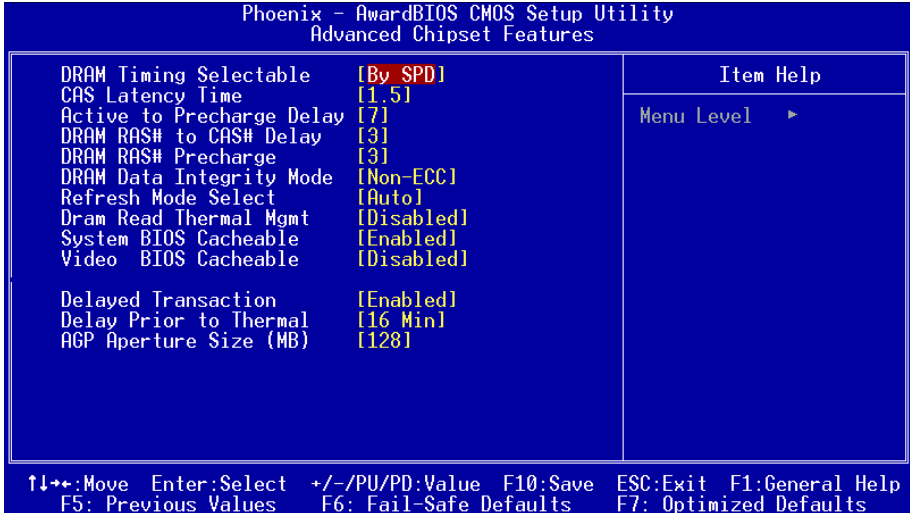 Phoenix - AwardBIOS CMOS Setup Utility
Advanced Chipset Features
DRAM Timing Selectable [By SPD]
CAS Latency Time [1.5]
Active to Precharge Delay [7]
DRAM RAS# to CAS# Delay [3]
DRAM RAS# Precharge [3]
DRAM Data Integrity Mode [Non-ECC]
Refresh Mode Select [Auto]
Dram Read Thermal Mgmt [Disabled]
System BIOS Cacheable [Enabled]
Video BIOS Cacheable [Disabled]
Delayed Transaction [Enabled]
Delay Prior to Thermal [16 Min]
AGP Aperture Size (MB) [128]
Item Help
Menu Level ►
↑↓→←:Move Enter:Select +/-/PU/PD:Value F10:Save ESC:Exit F1:General Help
F5: Previous Values F6: Fail-Safe Defaults F7: Optimized Defaults